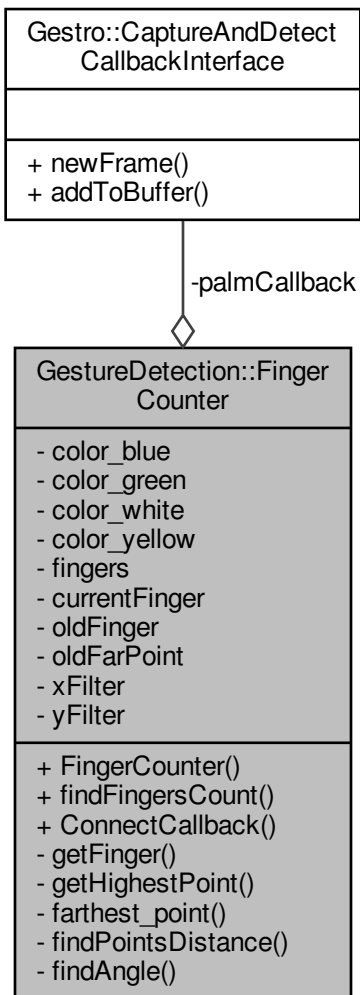 Gestro::CaptureAndDetect
CallbackInterface
+ newFrame()
+ addToBuffer()
-palmCallback
GestureDetection::Finger
Counter
- color_blue
- color_green
- color_white
- color_yellow
- fingers
- currentFinger
- oldFinger
- oldFarPoint
- xFilter
- yFilter
+ FingerCounter()
+ findFingersCount()
+ ConnectCallback()
- getFinger()
- getHighestPoint()
- farthest_point()
- findPointsDistance()
- findAngle()